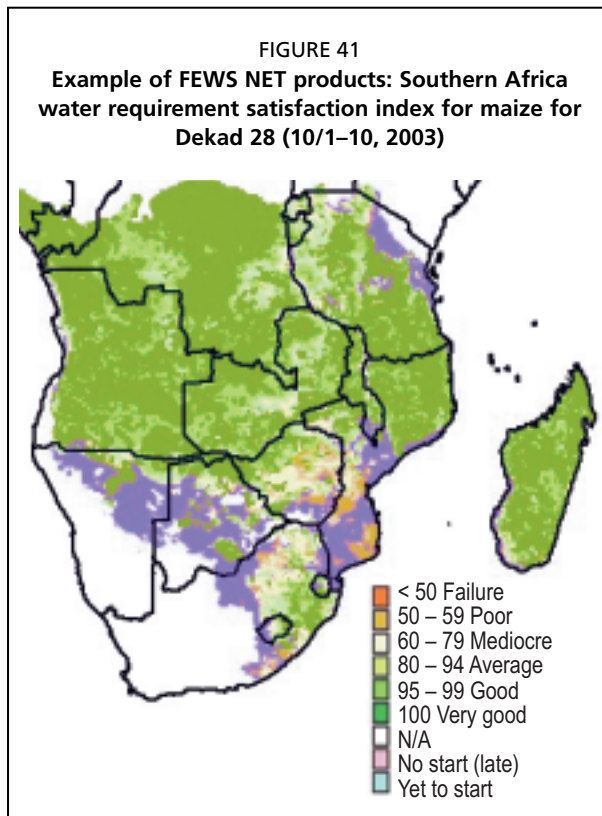 FIGURE 41
Example of FEWS NET products: Southern Africa
water requirement satisfaction index for maize for
Dekad 28 (10/1–10, 2003)
< 50 Failure
50 – 59 Poor
60 – 79 Mediocre
80 – 94 Average
95 – 99 Good
100 Very good
N/A
No start (late)
Yet to start